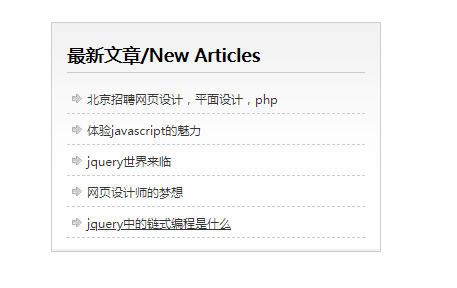 最新文章/New Articles
北京招聘网页设计，平面设计，php
体验javascript的魅力
jquery世界来临
网页设计师的梦想
jquery中的链式编程是什么